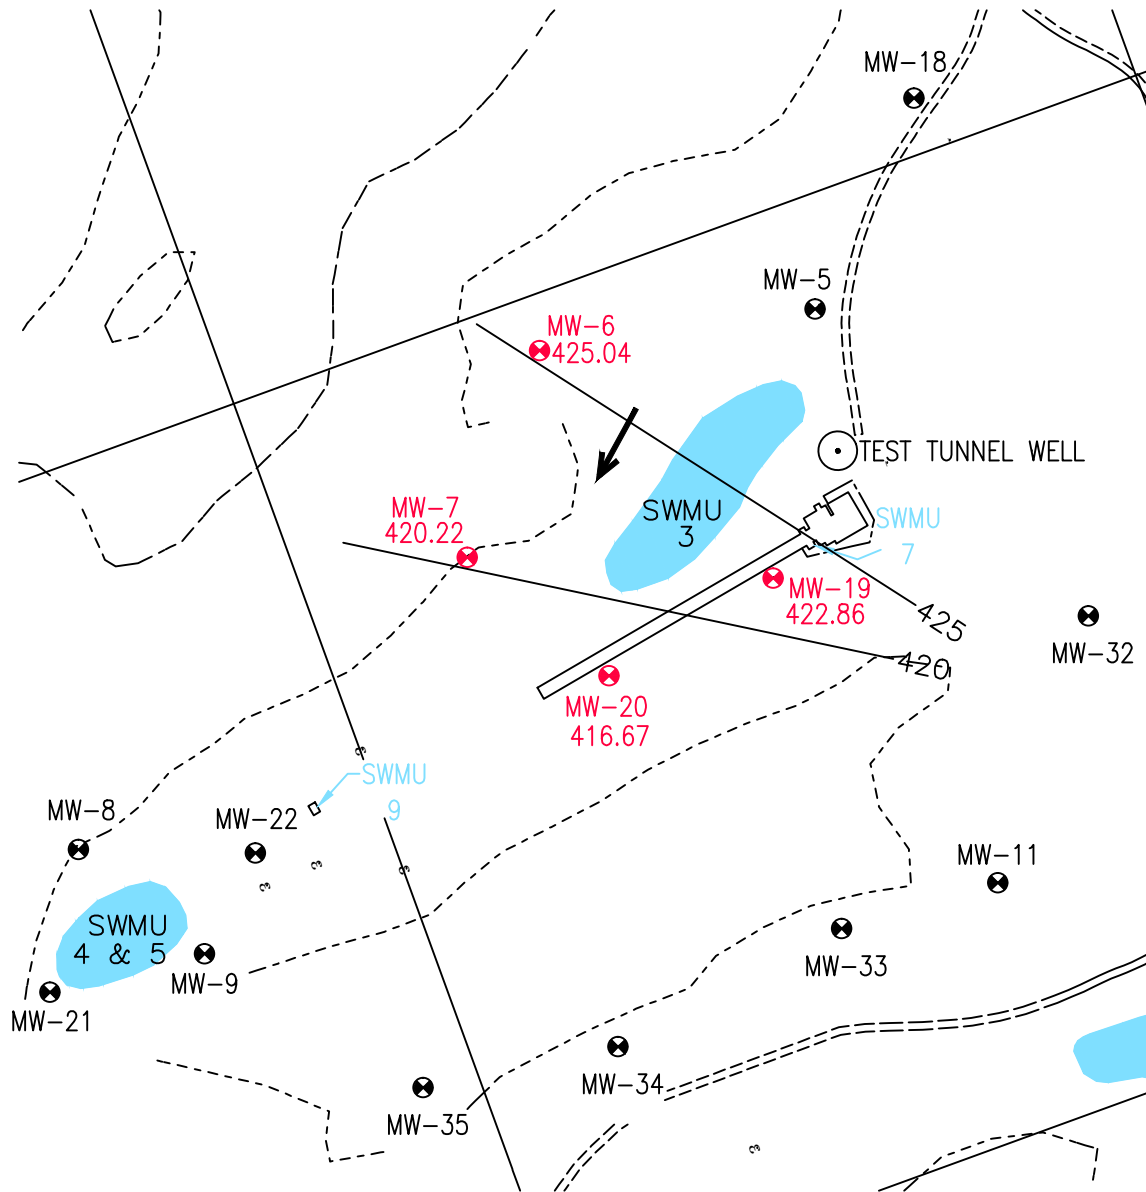 MW-18
MW-5
MW-6
425.04
TEST TUNNEL WELL
MW-7
420.22
SWMU
3
SWMU
7
MW-19
422.86
425
MW-32
420
MW-20
416.67
SWMU
9
MW-8
MW-22
MW-11
SWMU
4 & 5
MW-9
MW-33
MW-21
MW-34
MW-35